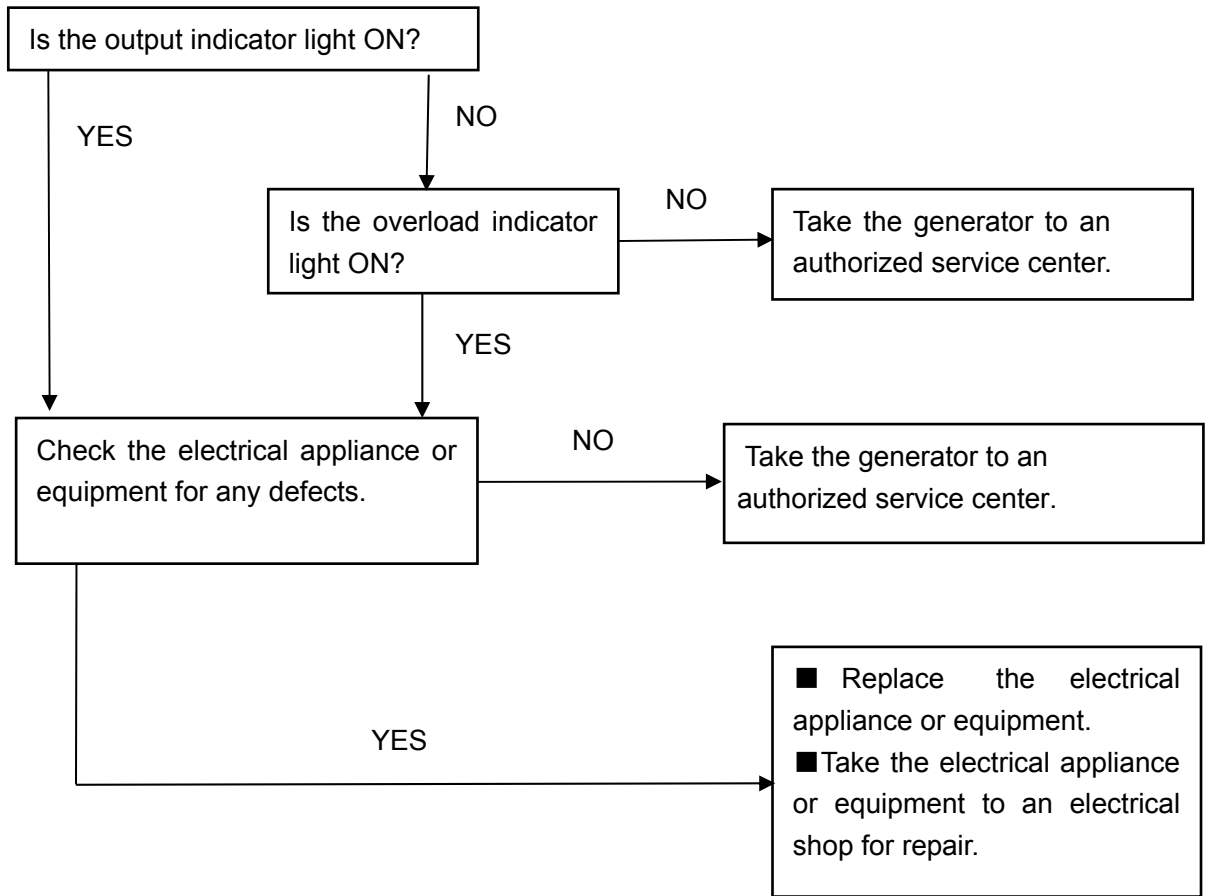 Is the output indicator light ON?
YES
NO
Is the overload indicator
light ON?
NO
Take the generator to an
authorized service center.
YES
Check the electrical appliance or
equipment for any defects.
NO
Take the generator to an
authorized service center.
YES
■ Replace the electrical
appliance or equipment.
■Take the electrical appliance
or equipment to an electrical
shop for repair.